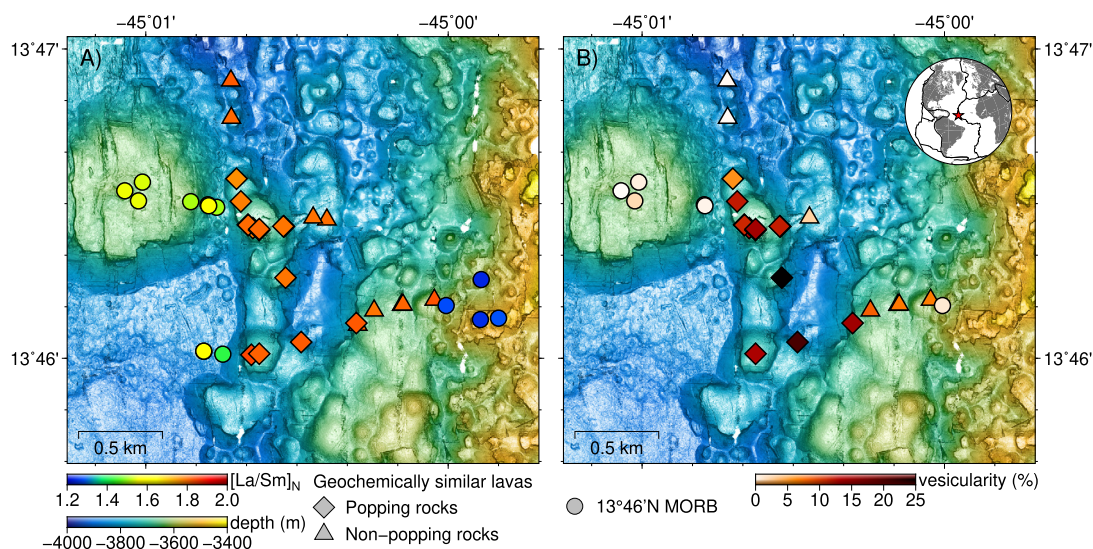 −45°01'
−45°00'
−45°01'
−45°00'
13°47'
A)
B)
13°47'
13°46'
13°46'
0.5 km
0.5 km
[La/Sm]N
1.2 1.4 1.6 1.8 2.0
depth (m)
−4000 −3800 −3600 −3400
Geochemically similar lavas
Popping rocks
Non−popping rocks
13°46'N MORB
vesicularity (%)
0 5 10 15 20 25